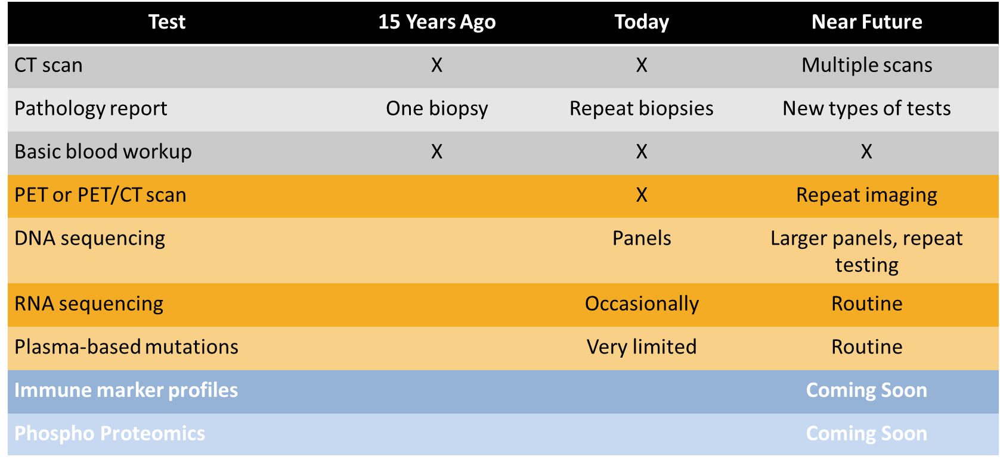 Test 15 Years Ago Today Near Future
CT scan X X Multiple scans
Pathology report One biopsy Repeat biopsies New types of tests
Basic blood workup X X X
PET or PET/CT scan X Repeat imaging
DNA sequencing Panels Larger panels, repeat
testing
RNA sequencing Occasionally Routine
Plasma-based mutations Very limited Routine
Immune marker profiles Coming Soon
Phospho Proteomics Coming Soon